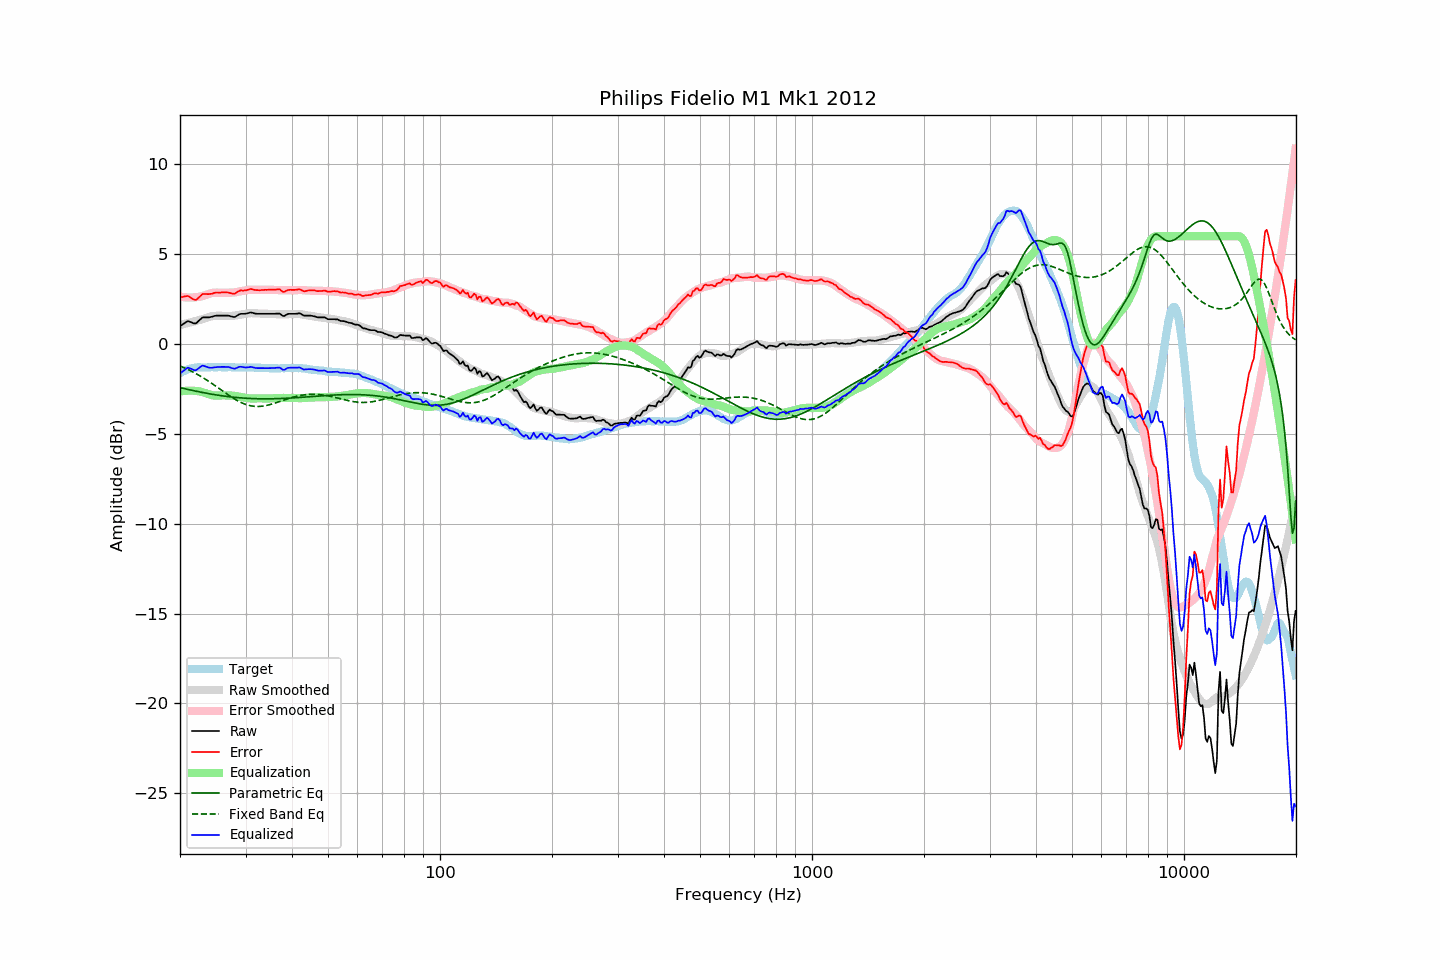 Philips Fidelio M1 Mk1 2012
10
5
0
−5
−10
−15
−20
−25
Amplitude (dBr)
Target
Raw Smoothed
Error Smoothed
Raw
Error
Equalization
Parametric Eq
Fixed Band Eq
Equalized
100
1000
10000
Frequency (Hz)